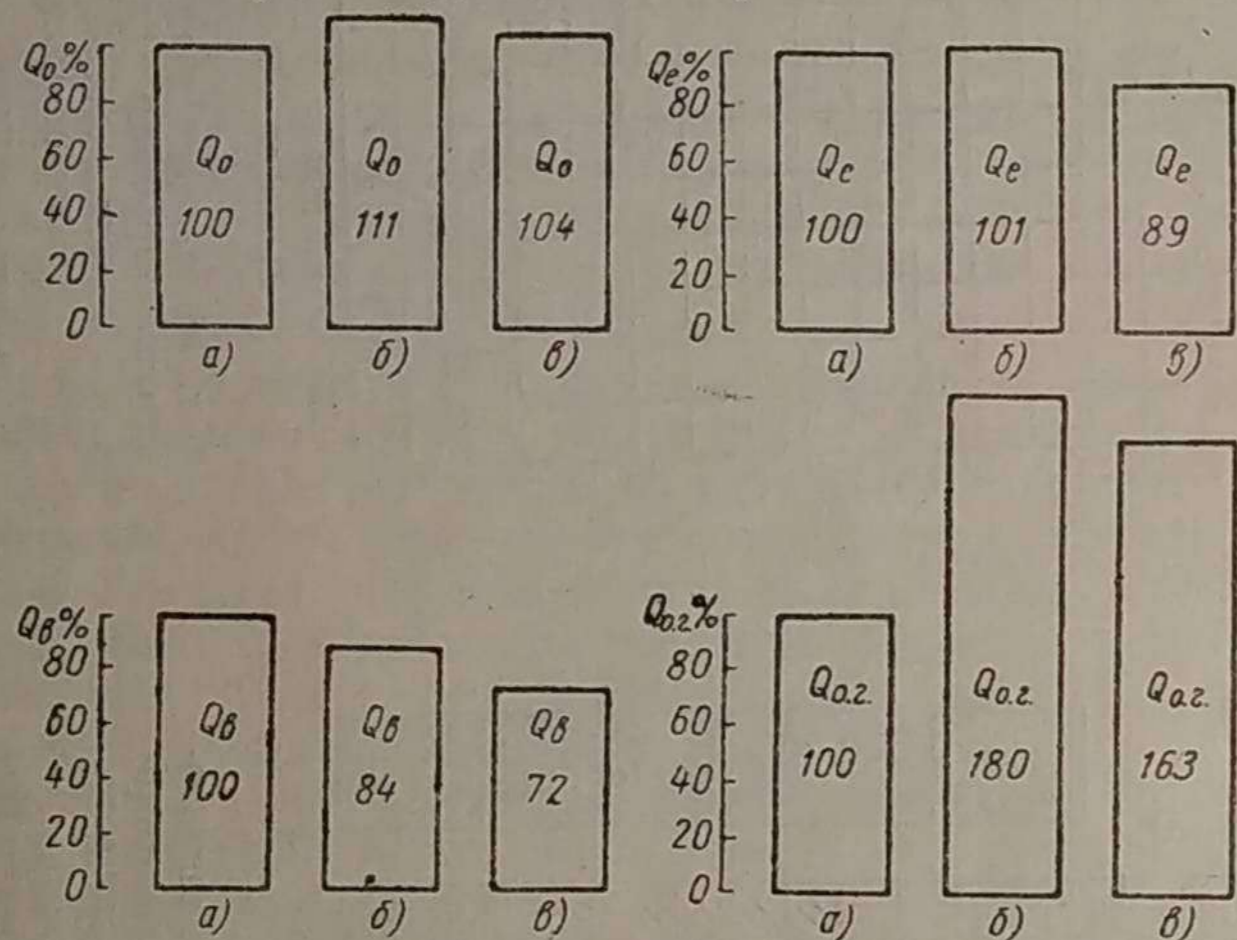 Q₀% 80 60 40 20 0
Q₀ 100
а)
Q₀ 111
б)
Q₀ 104
в)
Qе% 80 60 40 20 0
Qе 100
а)
Qе 101
б)
Qе 89
в)
Qв% 80 60 40 20 0
Qв 100
а)
Qв 84
б)
Qв 72
в)
Qо.г% 80 60 40 20 0
Qо.г. 100
а)
Qо.г. 180
б)
Qо.г. 163
в)